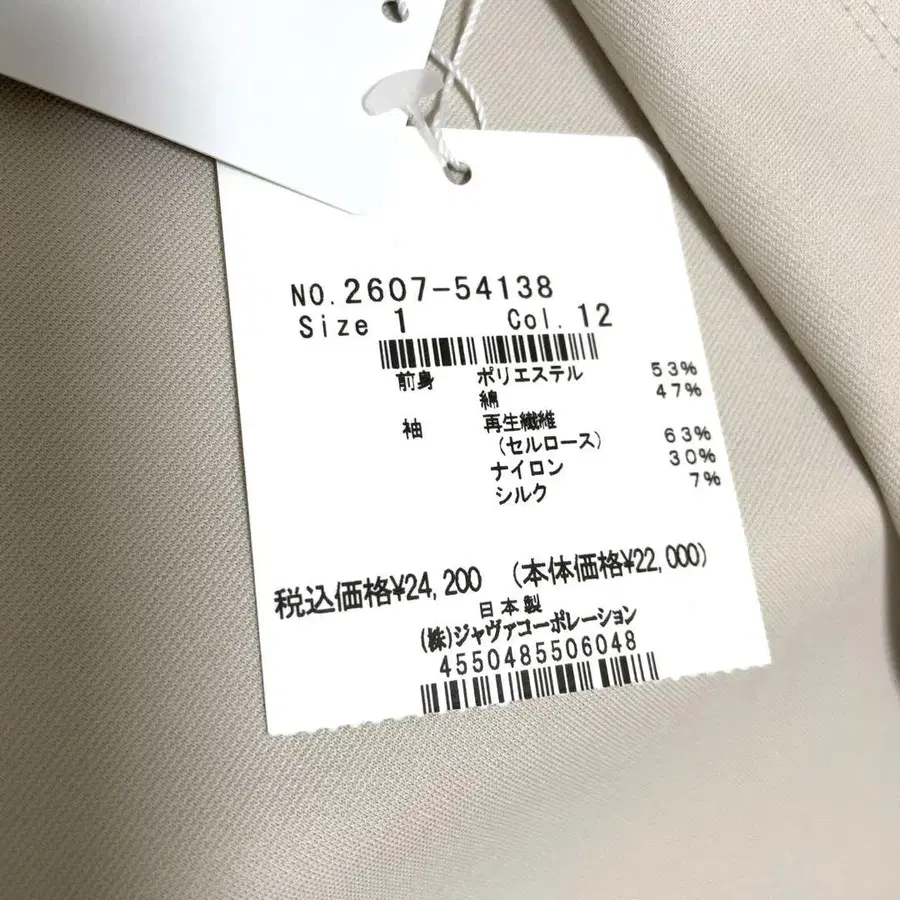 NO.2607-54138
Size 1 Col.12
前身 ポリエステル 53%
綿 47%
袖 再生繊維
(セルロース) 63%
ナイロン 30%
シルク 7%
税込価格¥24,200 (本体価格¥22,000)
日本製
(株)ジャヴァコーポレーション
4550485506048